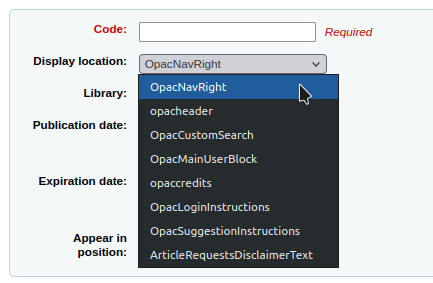 Code: Required
Display location: OpacNavRight
OpacNavRight
Library:
opacheader
Publication date:
OpacCustomSearch
OpacMainUserBlock
Expiration date:
opaccredits
OpacLoginInstructions
OpacSuggestionInstructions
Appear in
position:
ArticleRequestsDisclaimerText